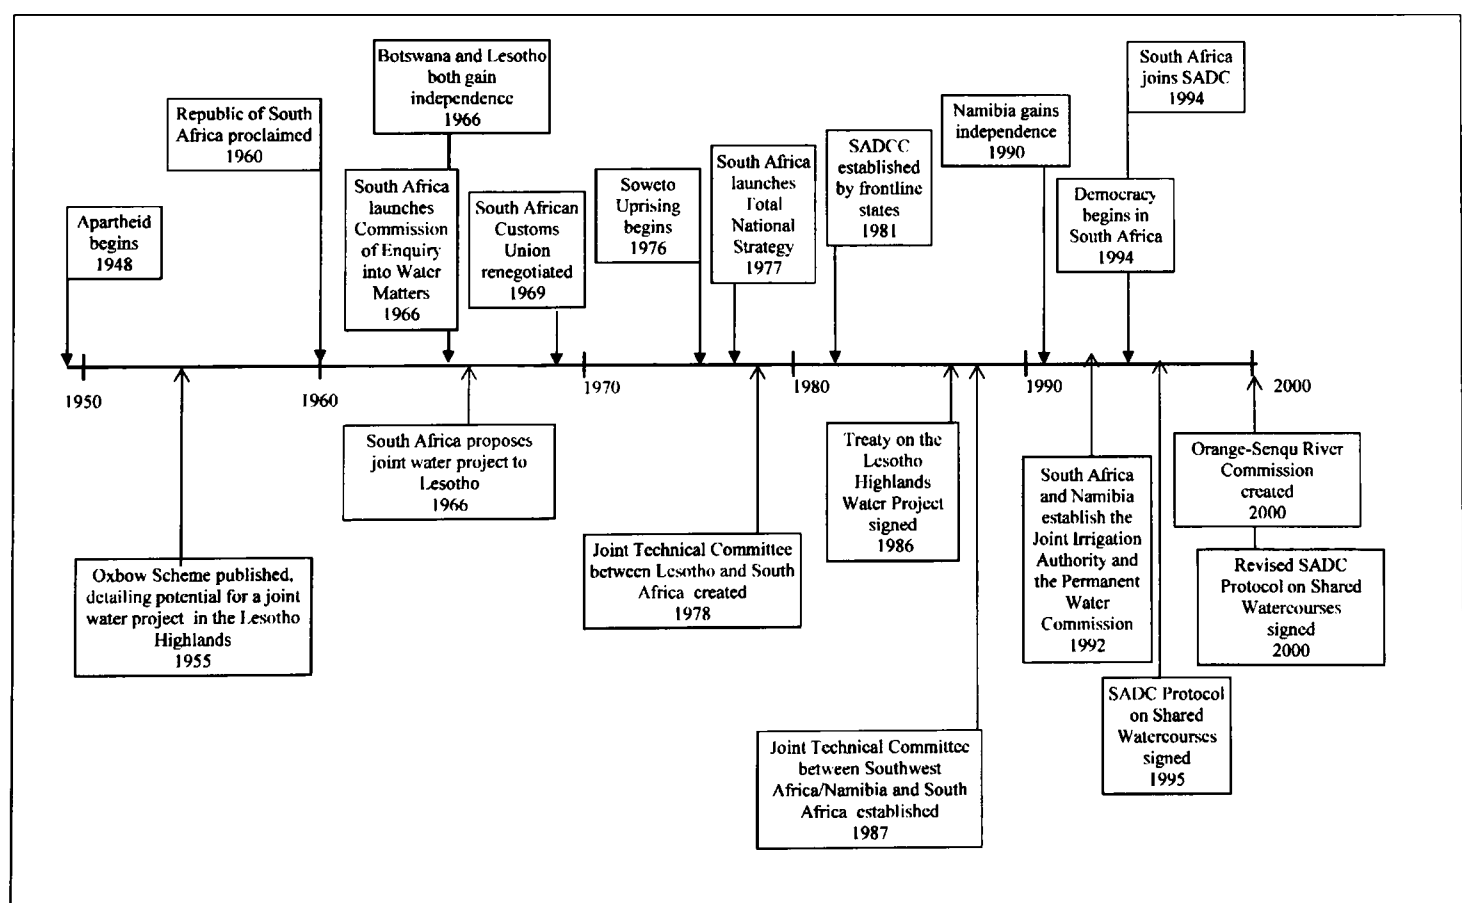 Apartheid
begins
1948
Republic of South
Africa proclaimed
1960
Botswana and Lesotho
both gain
independence
1966
South Africa
launches
Commission
of Enquiry
into Water
Matters
1966
South African
Customs
Union
renegotiated
1969
Soweto
Uprising
begins
1976
South Africa
launches
Total
National
Strategy
1977
SADCC
established
by frontline
states
1981
Namibia gains
independence
1990
South Africa
joins SADC
1994
Democracy
begins in
South Africa
1994
1950
1960
1970
1980
1990
2000
Oxbow Scheme published,
detailing potential for a joint
water project in the Lesotho
Highlands
1955
South Africa proposes
joint water project to
Lesotho
1966
Joint Technical Committee
between Lesotho and South
Africa created
1978
Treaty on the
Lesotho
Highlands
Water Project
signed
1986
Joint Technical Committee
between Southwest
Africa/Namibia and South
Africa established
1987
South Africa
and Namibia
establish the
Joint Irrigation
Authority and
the Permanent
Water
Commission
1992
SADC Protocol
on Shared
Watercourses
signed
1995
Orange-Senqu River
Commission
created
2000
Revised SADC
Protocol on Shared
Watercourses
signed
2000